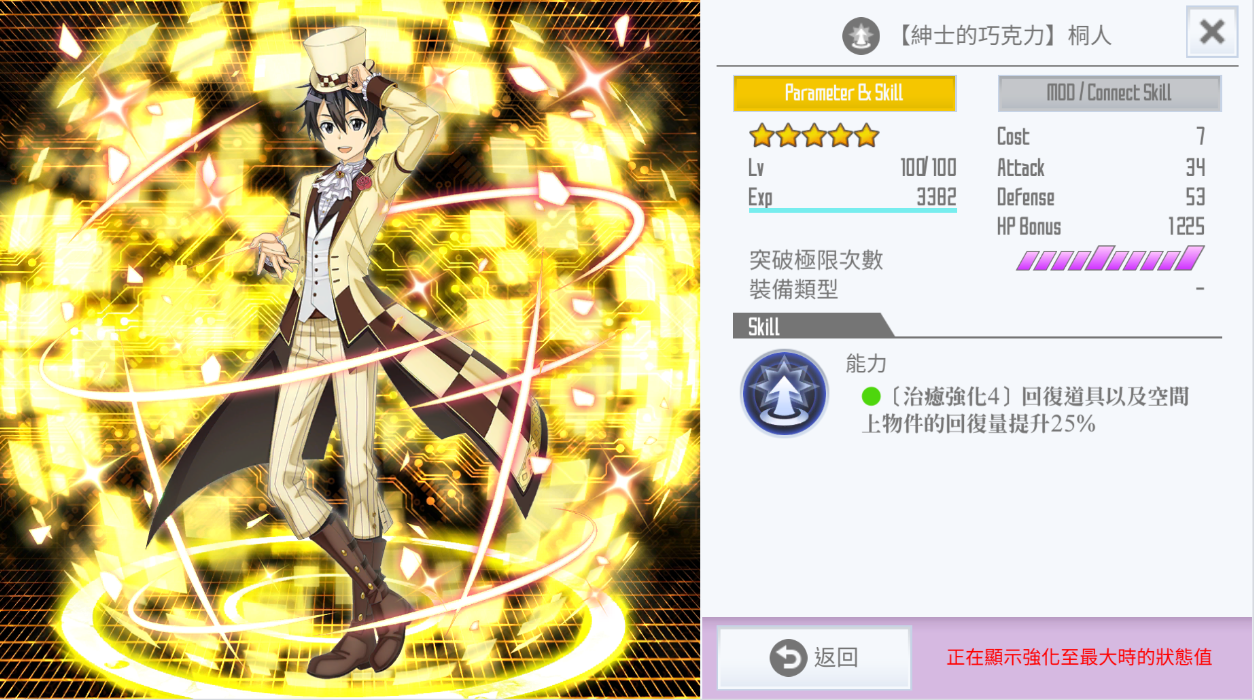 【紳士的巧克力】桐人
Parameter & Skill
MOD / Connect Skill
Lv 100/100
Exp 3382
突破極限次數
裝備類型
Cost 7
Attack 34
Defense 53
HP Bonus 1225
-
Skill
能力
〔治癒強化4〕回復道具以及空間
上物件的回復量提升25%
返回
正在顯示強化至最大時的狀態值